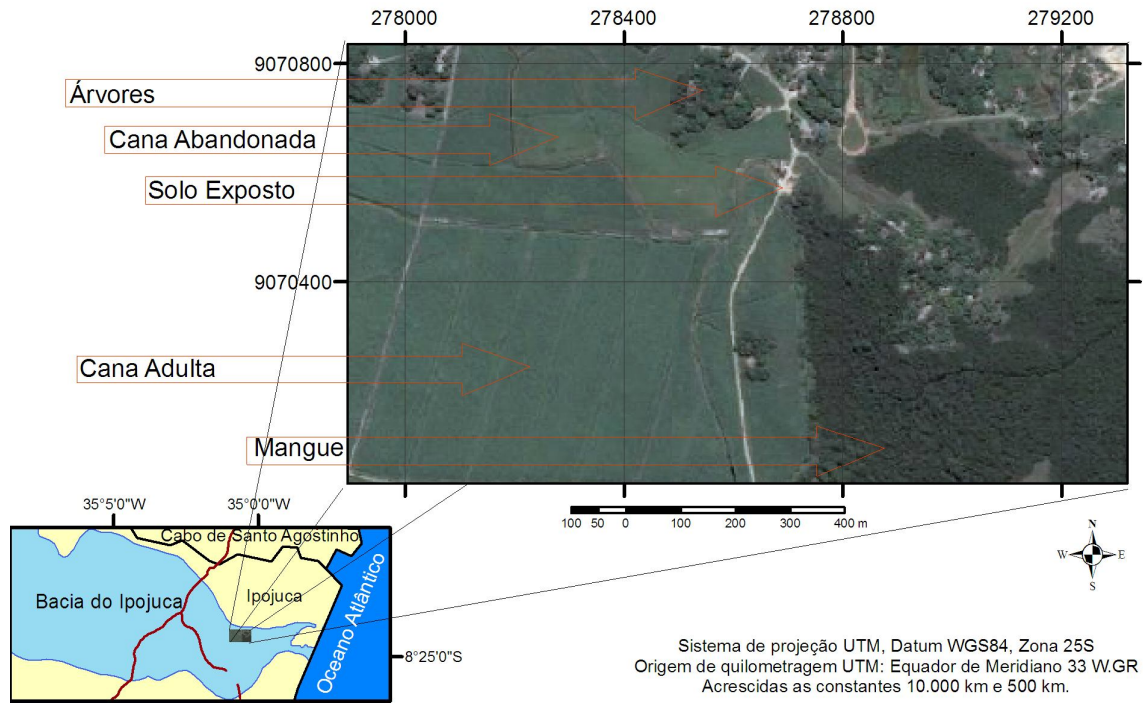 278000 278400 278800 279200
9070800
Árvores
Cana Abandonada
Solo Exposto
9070400
Cana Adulta
Mangue
100 50 0 100 200 300 400 m
35°5'0"W 35°0'0"W
Cabo de Santo Agostinho
Bacia do Ipojuca
Ipojuca
Oceano Atlântico
8°25'0"S
N
W E
S
Sistema de projeção UTM, Datum WGS84, Zona 25S
Origem de quilometragem UTM: Equador de Meridiano 33 W.GR
Acrescidas as constantes 10.000 km e 500 km.